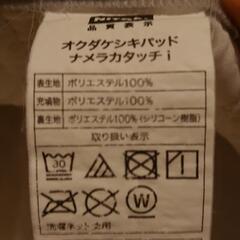 品質表示
オクダケシキパッド
ナメラカタッチi
表生地 ポリエステル100%
充填物 ポリエステル100%
裏生地 ポリエステル100%(シリコーン樹脂)
取り扱い表示
30
W
洗濯ネット使用